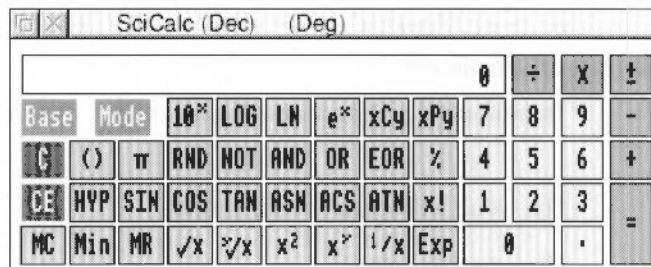 SciCalc (Dec) (Deg)
0 ÷ X ±
Base Mode 10ˣ LOG LN eˣ xCy xPy 7 8 9 -
C () π RND NOT AND OR EOR % 4 5 6 +
CE HYP SIN COS TAN ASN ACS ATN x! 1 2 3 =
MC Min MR √x ʸ√x x² xʸ 1/x Exp 0 .